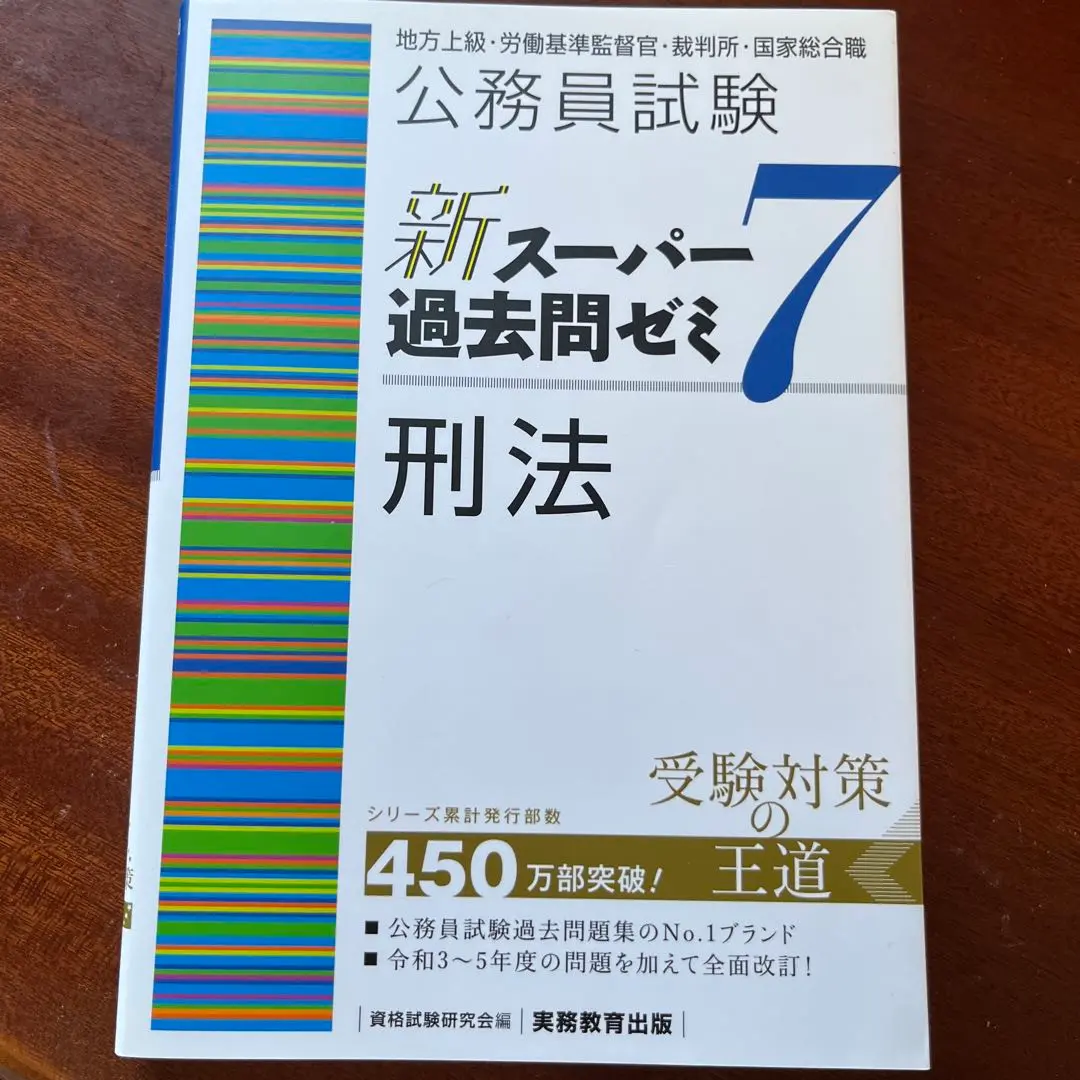 地方上級・労働基準監督官・裁判所・国家総合職
公務員試験
新スーパー
過去問ゼミ
7
刑法
受験対策
の
王道
シリーズ累計発行部数
450万部突破!
■公務員試験過去問題集のNo.1ブランド
■令和3〜5年度の問題を加えて全面改訂!
|資格試験研究会編|実務教育出版|
策